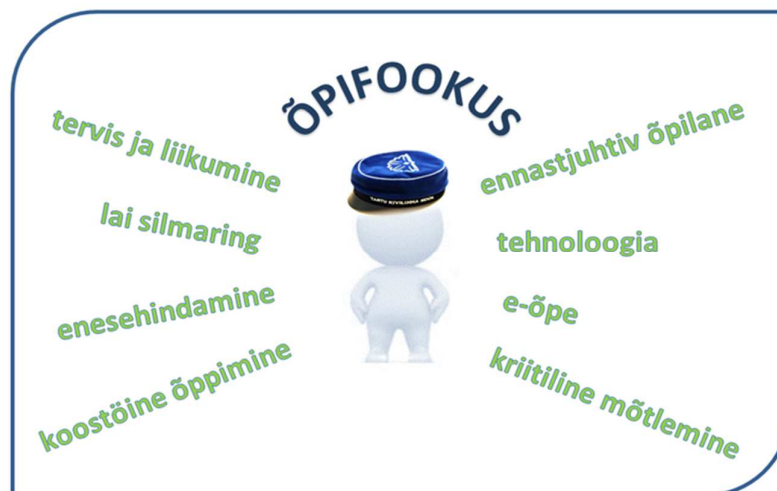 ÕPIFOOKUS
tervis ja liikumine
lai silmaring
enesehindamine
koostöine õppimine
ennastjuhtiv õpilane
tehnoloogia
e-õpe
kriitiline mõtlemine